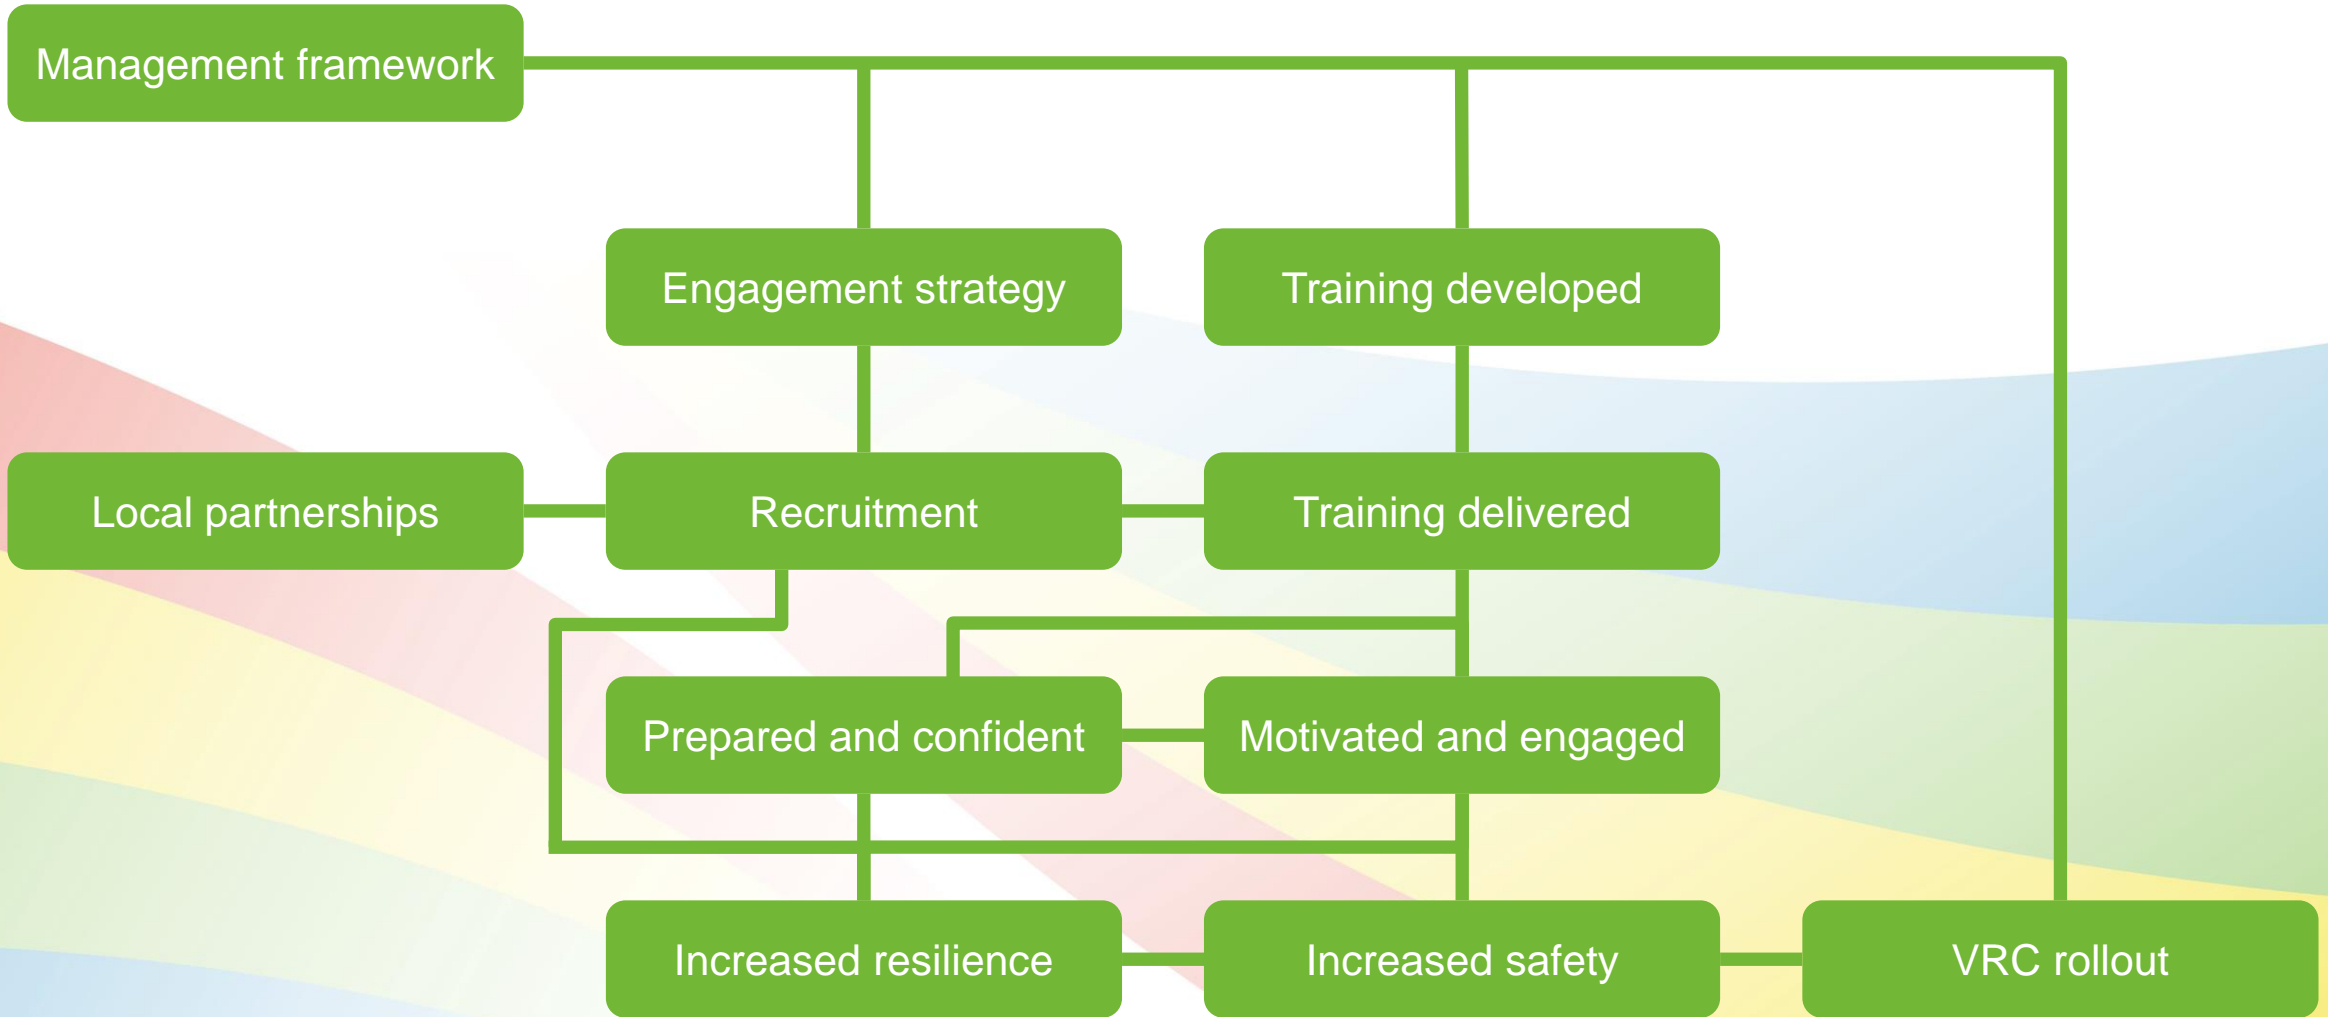 Management framework
Engagement strategy
Training developed
Local partnerships
Recruitment
Training delivered
Prepared and confident
Motivated and engaged
Increased resilience
Increased safety
VRC rollout